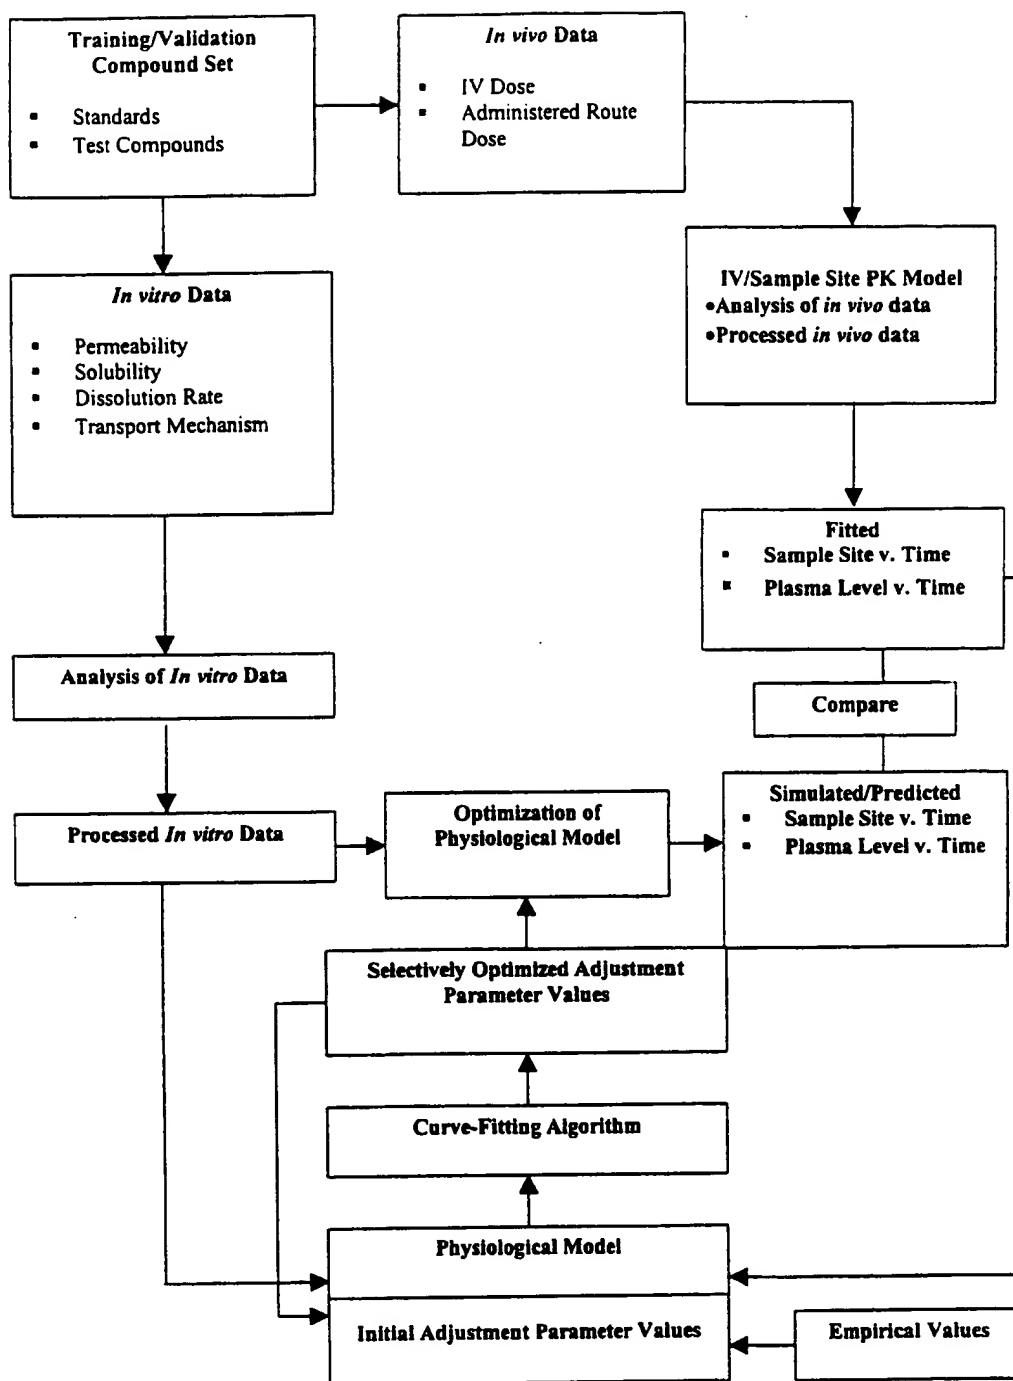 Training/Validation
Compound Set
▪ Standards
▪ Test Compounds
In vivo Data
▪ IV Dose
▪ Administered Route
Dose
In vitro Data
▪ Permeability
▪ Solubility
▪ Dissolution Rate
▪ Transport Mechanism
IV/Sample Site PK Model
•Analysis of in vivo data
•Processed in vivo data
Fitted
▪ Sample Site v. Time
▪ Plasma Level v. Time
Analysis of In vitro Data
Compare
Processed In vitro Data
Optimization of
Physiological Model
Simulated/Predicted
▪ Sample Site v. Time
▪ Plasma Level v. Time
Selectively Optimized Adjustment
Parameter Values
Curve-Fitting Algorithm
Physiological Model
Initial Adjustment Parameter Values
Empirical Values